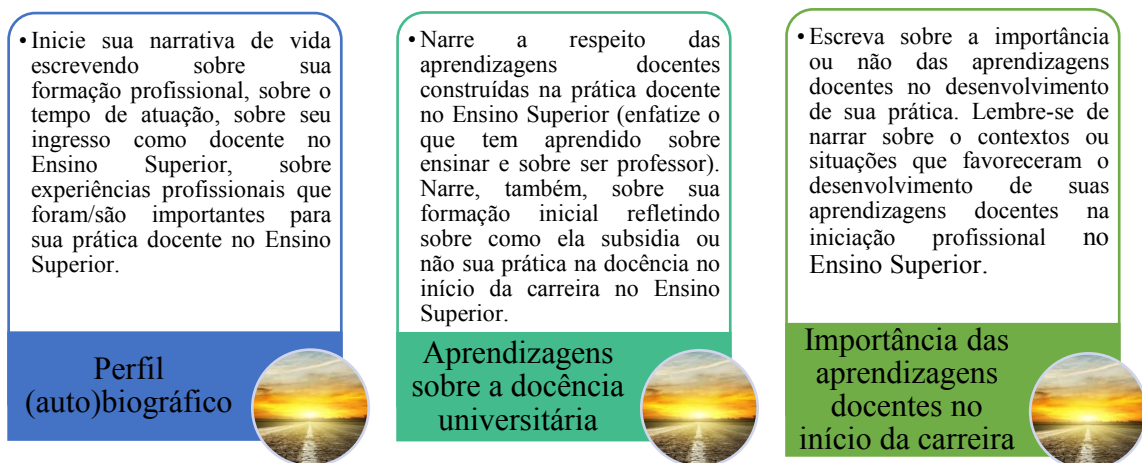 • Inicie sua narrativa de vida
escrevendo sobre sua
formação profissional, sobre o
tempo de atuação, sobre seu
ingresso como docente no
Ensino Superior, sobre
experiências profissionais que
foram/são importantes para
sua prática docente no Ensino
Superior.
Perfil
(auto)biográfico
• Narre a respeito das
aprendizagens docentes
construídas na prática docente
no Ensino Superior (enfatize o
que tem aprendido sobre
ensinar e sobre ser professor).
Narre, também, sobre sua
formação inicial refletindo
sobre como ela subsidia ou
não sua prática na docência no
início da carreira no Ensino
Superior.
Aprendizagens
sobre a docência
universitária
• Escreva sobre a importância
ou não das aprendizagens
docentes no desenvolvimento
de sua prática. Lembre-se de
narrar sobre o contextos ou
situações que favoreceram o
desenvolvimento de suas
aprendizagens docentes na
iniciação profissional no
Ensino Superior.
Importância das
aprendizagens
docentes no
início da carreira